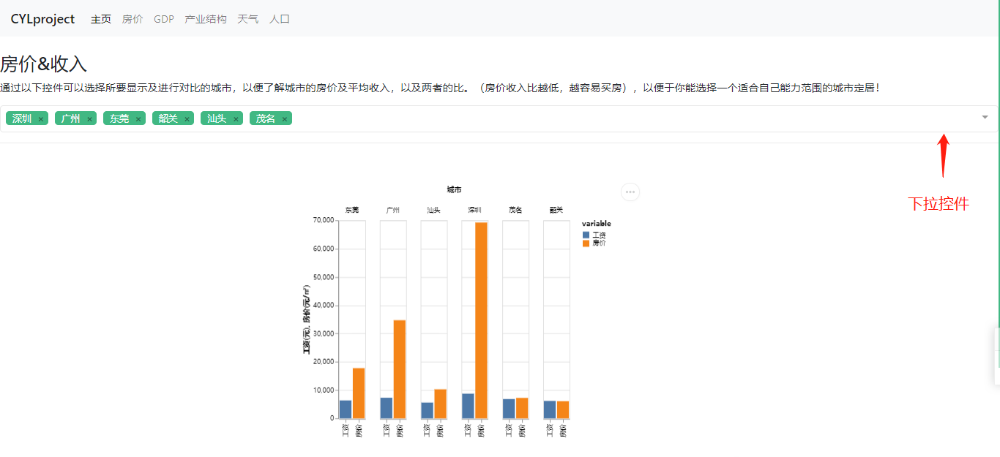 CYLproject 主页 房价 GDP 产业结构 天气 人口
房价&收入
通过以下控件可以选择所要显示及进行对比的城市，以便了解城市的房价及平均收入，以及两者的比。（房价收入比越低，越容易买房），以便于你能选择一个适合自己能力范围的城市定居！
深圳 × 广州 × 东莞 × 韶关 × 汕头 × 茂名 ×
下拉控件
城市
东莞 广州 汕头 深圳 茂名 韶关
70,000
60,000
50,000
40,000
30,000
20,000
10,000
0
工资(元), 房价(元/㎡)
工资 房价 工资 房价 工资 房价 工资 房价 工资 房价 工资 房价
variable
工资
房价